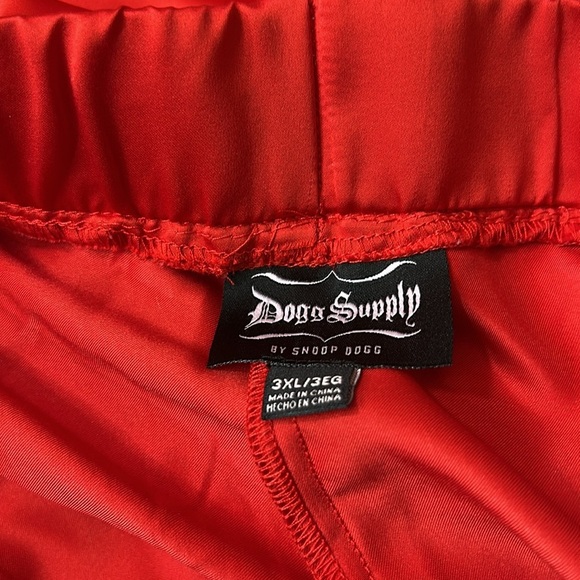 Dogg Supply
BY SNOOP DOGG
3XL/3EG
MADE IN CHINA
HECHO EN CHINA